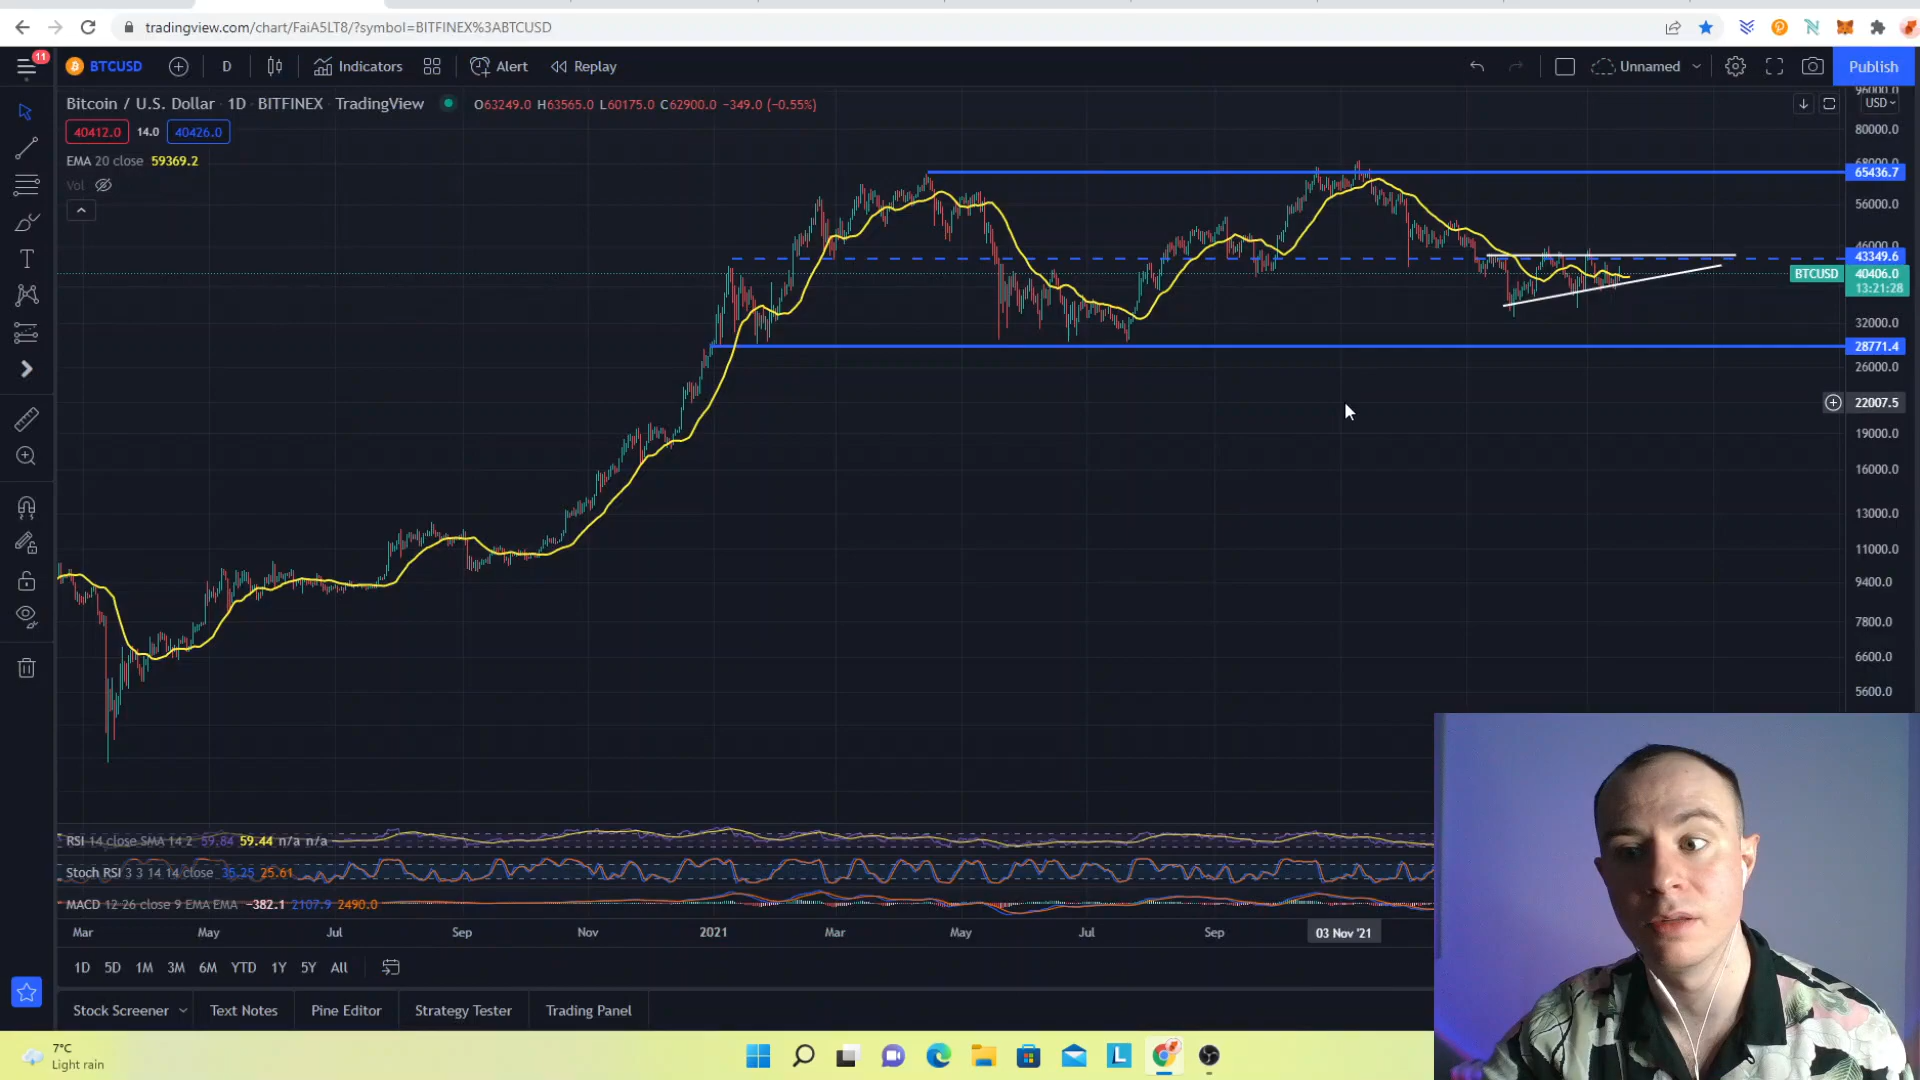 tradingview.com/chart/FaiA5LT8/?symbol=BITFINEX%3ABTCUSD
11
BTCUSD D Indicators Alert Replay Unnamed Publish
Bitcoin / U.S. Dollar · 1D · BITFINEX · TradingView O63249.0 H63565.0 L60175.0 C62900.0 −349.0 (−0.55%)
USD
40412.0 14.0 40426.0
EMA 20 close 59369.2
Vol
96000.0
80000.0
68000.0
65436.7
56000.0
46000.0
43349.6
BTCUSD 40406.0
13:21:28
32000.0
28771.4
26000.0
22007.5
19000.0
16000.0
13000.0
11000.0
9400.0
7800.0
6600.0
5600.0
RSI 14 close SMA 14 2 59.84 59.44 n/a n/a
Stoch RSI 3 3 14 14 close 35.25 25.61
MACD 12 26 close 9 EMA EMA −382.1 2107.9 2490.0
Mar May Jul Sep Nov 2021 Mar May Jul Sep 03 Nov '21
1D 5D 1M 3M 6M YTD 1Y 5Y All
Stock Screener Text Notes Pine Editor Strategy Tester Trading Panel
7°C
Light rain
L